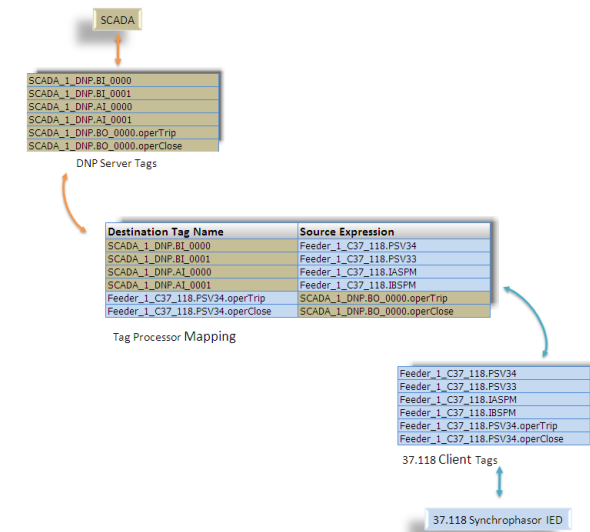 SCADA
SCADA_1_DNP.BI_0000
SCADA_1_DNP.BI_0001
SCADA_1_DNP.AI_0000
SCADA_1_DNP.AI_0001
SCADA_1_DNP.BO_0000.operTrip
SCADA_1_DNP.BO_0000.operClose
DNP Server Tags
Destination Tag Name Source Expression
SCADA_1_DNP.BI_0000 Feeder_1_C37_118.PSV34
SCADA_1_DNP.BI_0001 Feeder_1_C37_118.PSV33
SCADA_1_DNP.AI_0000 Feeder_1_C37_118.IASPM
SCADA_1_DNP.AI_0001 Feeder_1_C37_118.IBSPM
Feeder_1_C37_118.PSV34.operTrip SCADA_1_DNP.BO_0000.operTrip
Feeder_1_C37_118.PSV34.operClose SCADA_1_DNP.BO_0000.operClose
Tag Processor Mapping
Feeder_1_C37_118.PSV34
Feeder_1_C37_118.PSV33
Feeder_1_C37_118.IASPM
Feeder_1_C37_118.IBSPM
Feeder_1_C37_118.PSV34.operTrip
Feeder_1_C37_118.PSV34.operClose
37.118 Client Tags
37.118 Synchrophasor IED